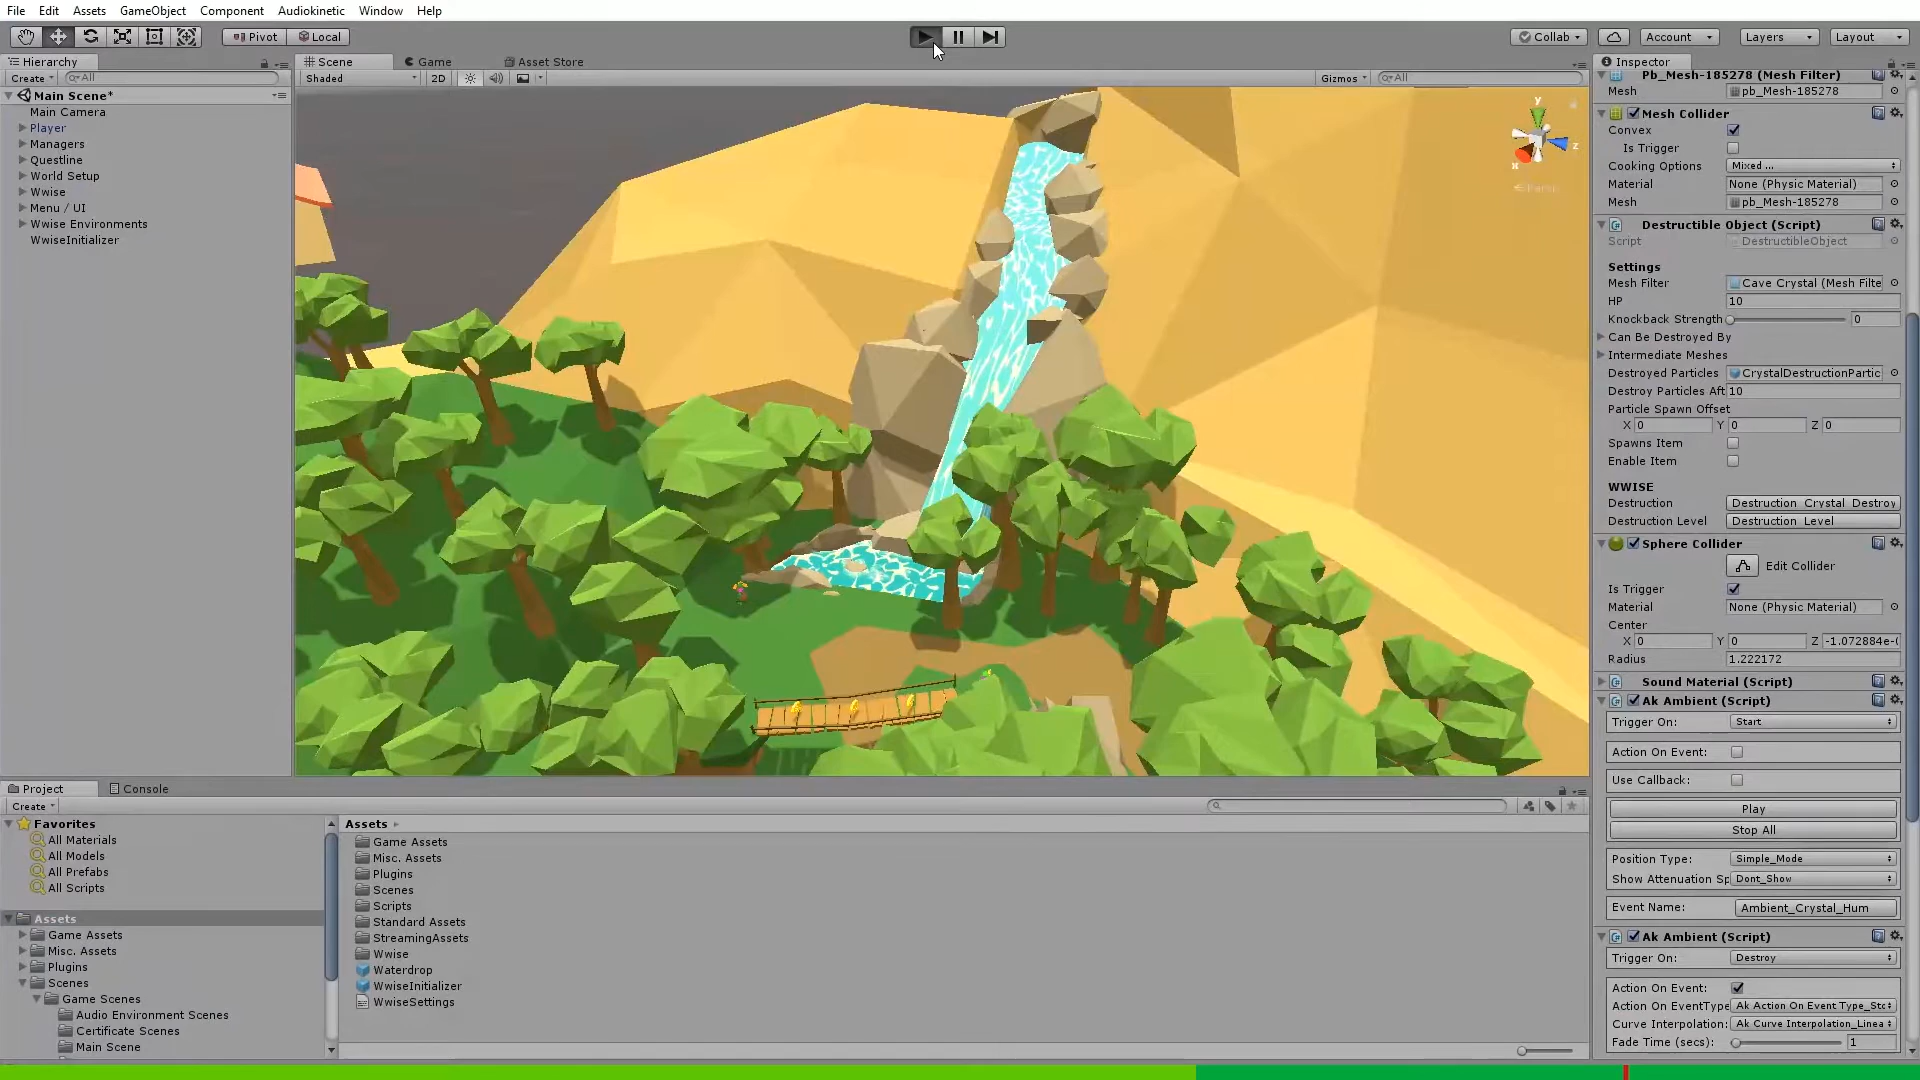 File Edit Assets GameObject Component Audiokinetic Window Help
Pivot Local Collab Account Layers Layout
Hierarchy
Create All
Main Scene*
Main Camera
Player
Managers
Questline
World Setup
Wwise
Menu / UI
Wwise Environments
WwiseInitializer
Scene Game Asset Store
Shaded 2D Gizmos All
y
z
x
Persp
Inspector
Pb_Mesh-185278 (Mesh Filter)
Mesh pb_Mesh-185278
Mesh Collider
Convex
Is Trigger
Cooking Options Mixed ...
Material None (Physic Material)
Mesh pb_Mesh-185278
Destructible Object (Script)
Script DestructibleObject
Settings
Mesh Filter Cave Crystal (Mesh Filte
HP 10
Knockback Strength 0
Can Be Destroyed By
Intermediate Meshes
Destroyed Particles CrystalDestructionPartic
Destroy Particles Aft 10
Particle Spawn Offset
X 0 Y 0 Z 0
Spawns Item
Enable Item
WWISE
Destruction Destruction_Crystal_Destroy
Destruction Level Destruction_Level
Sphere Collider
Edit Collider
Is Trigger
Material None (Physic Material)
Center
X 0 Y 0 Z -1.072884e-(
Radius 1.222172
Sound Material (Script)
Ak Ambient (Script)
Trigger On: Start
Action On Event:
Use Callback:
Play
Stop All
Position Type: Simple_Mode
Show Attenuation Sp Dont_Show
Event Name: Ambient_Crystal_Hum
Ak Ambient (Script)
Trigger On: Destroy
Action On Event:
Action On EventType Ak Action On Event Type_Stc
Curve Interpolation: Ak Curve Interpolation_Linea
Fade Time (secs): 1
Project Console
Create
Favorites
All Materials
All Models
All Prefabs
All Scripts
Assets
Game Assets
Misc. Assets
Plugins
Scenes
Game Scenes
Audio Environment Scenes
Certificate Scenes
Main Scene
Assets
Game Assets
Misc. Assets
Plugins
Scenes
Scripts
Standard Assets
StreamingAssets
Wwise
Waterdrop
WwiseInitializer
WwiseSettings